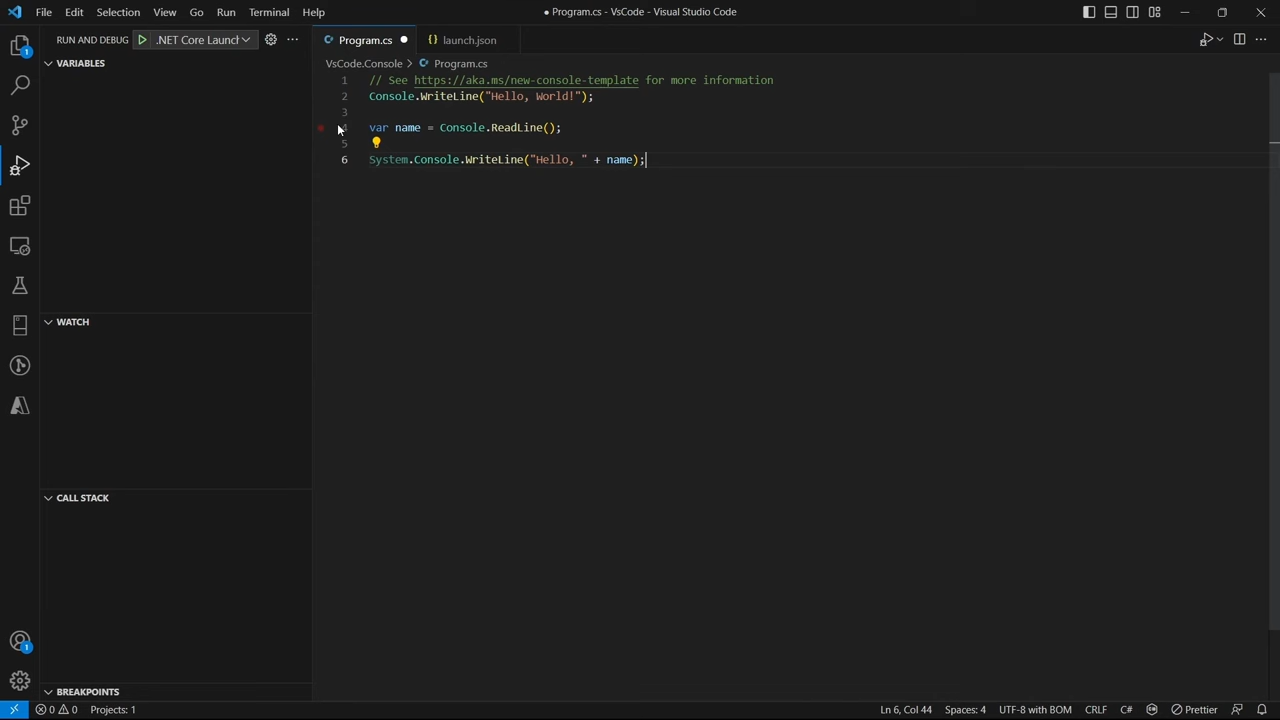 File Edit Selection View Go Run Terminal Help
● Program.cs - VsCode - Visual Studio Code
RUN AND DEBUG .NET Core Launch
Program.cs ●
launch.json
VARIABLES
WATCH
CALL STACK
BREAKPOINTS
1
1
VsCode.Console > Program.cs
1 // See https://aka.ms/new-console-template for more information
2 Console.WriteLine("Hello, World!");
3
4 var name = Console.ReadLine();
5
6 System.Console.WriteLine("Hello, " + name);
0 0 Projects: 1
Ln 6, Col 44 Spaces: 4 UTF-8 with BOM CRLF C# Prettier